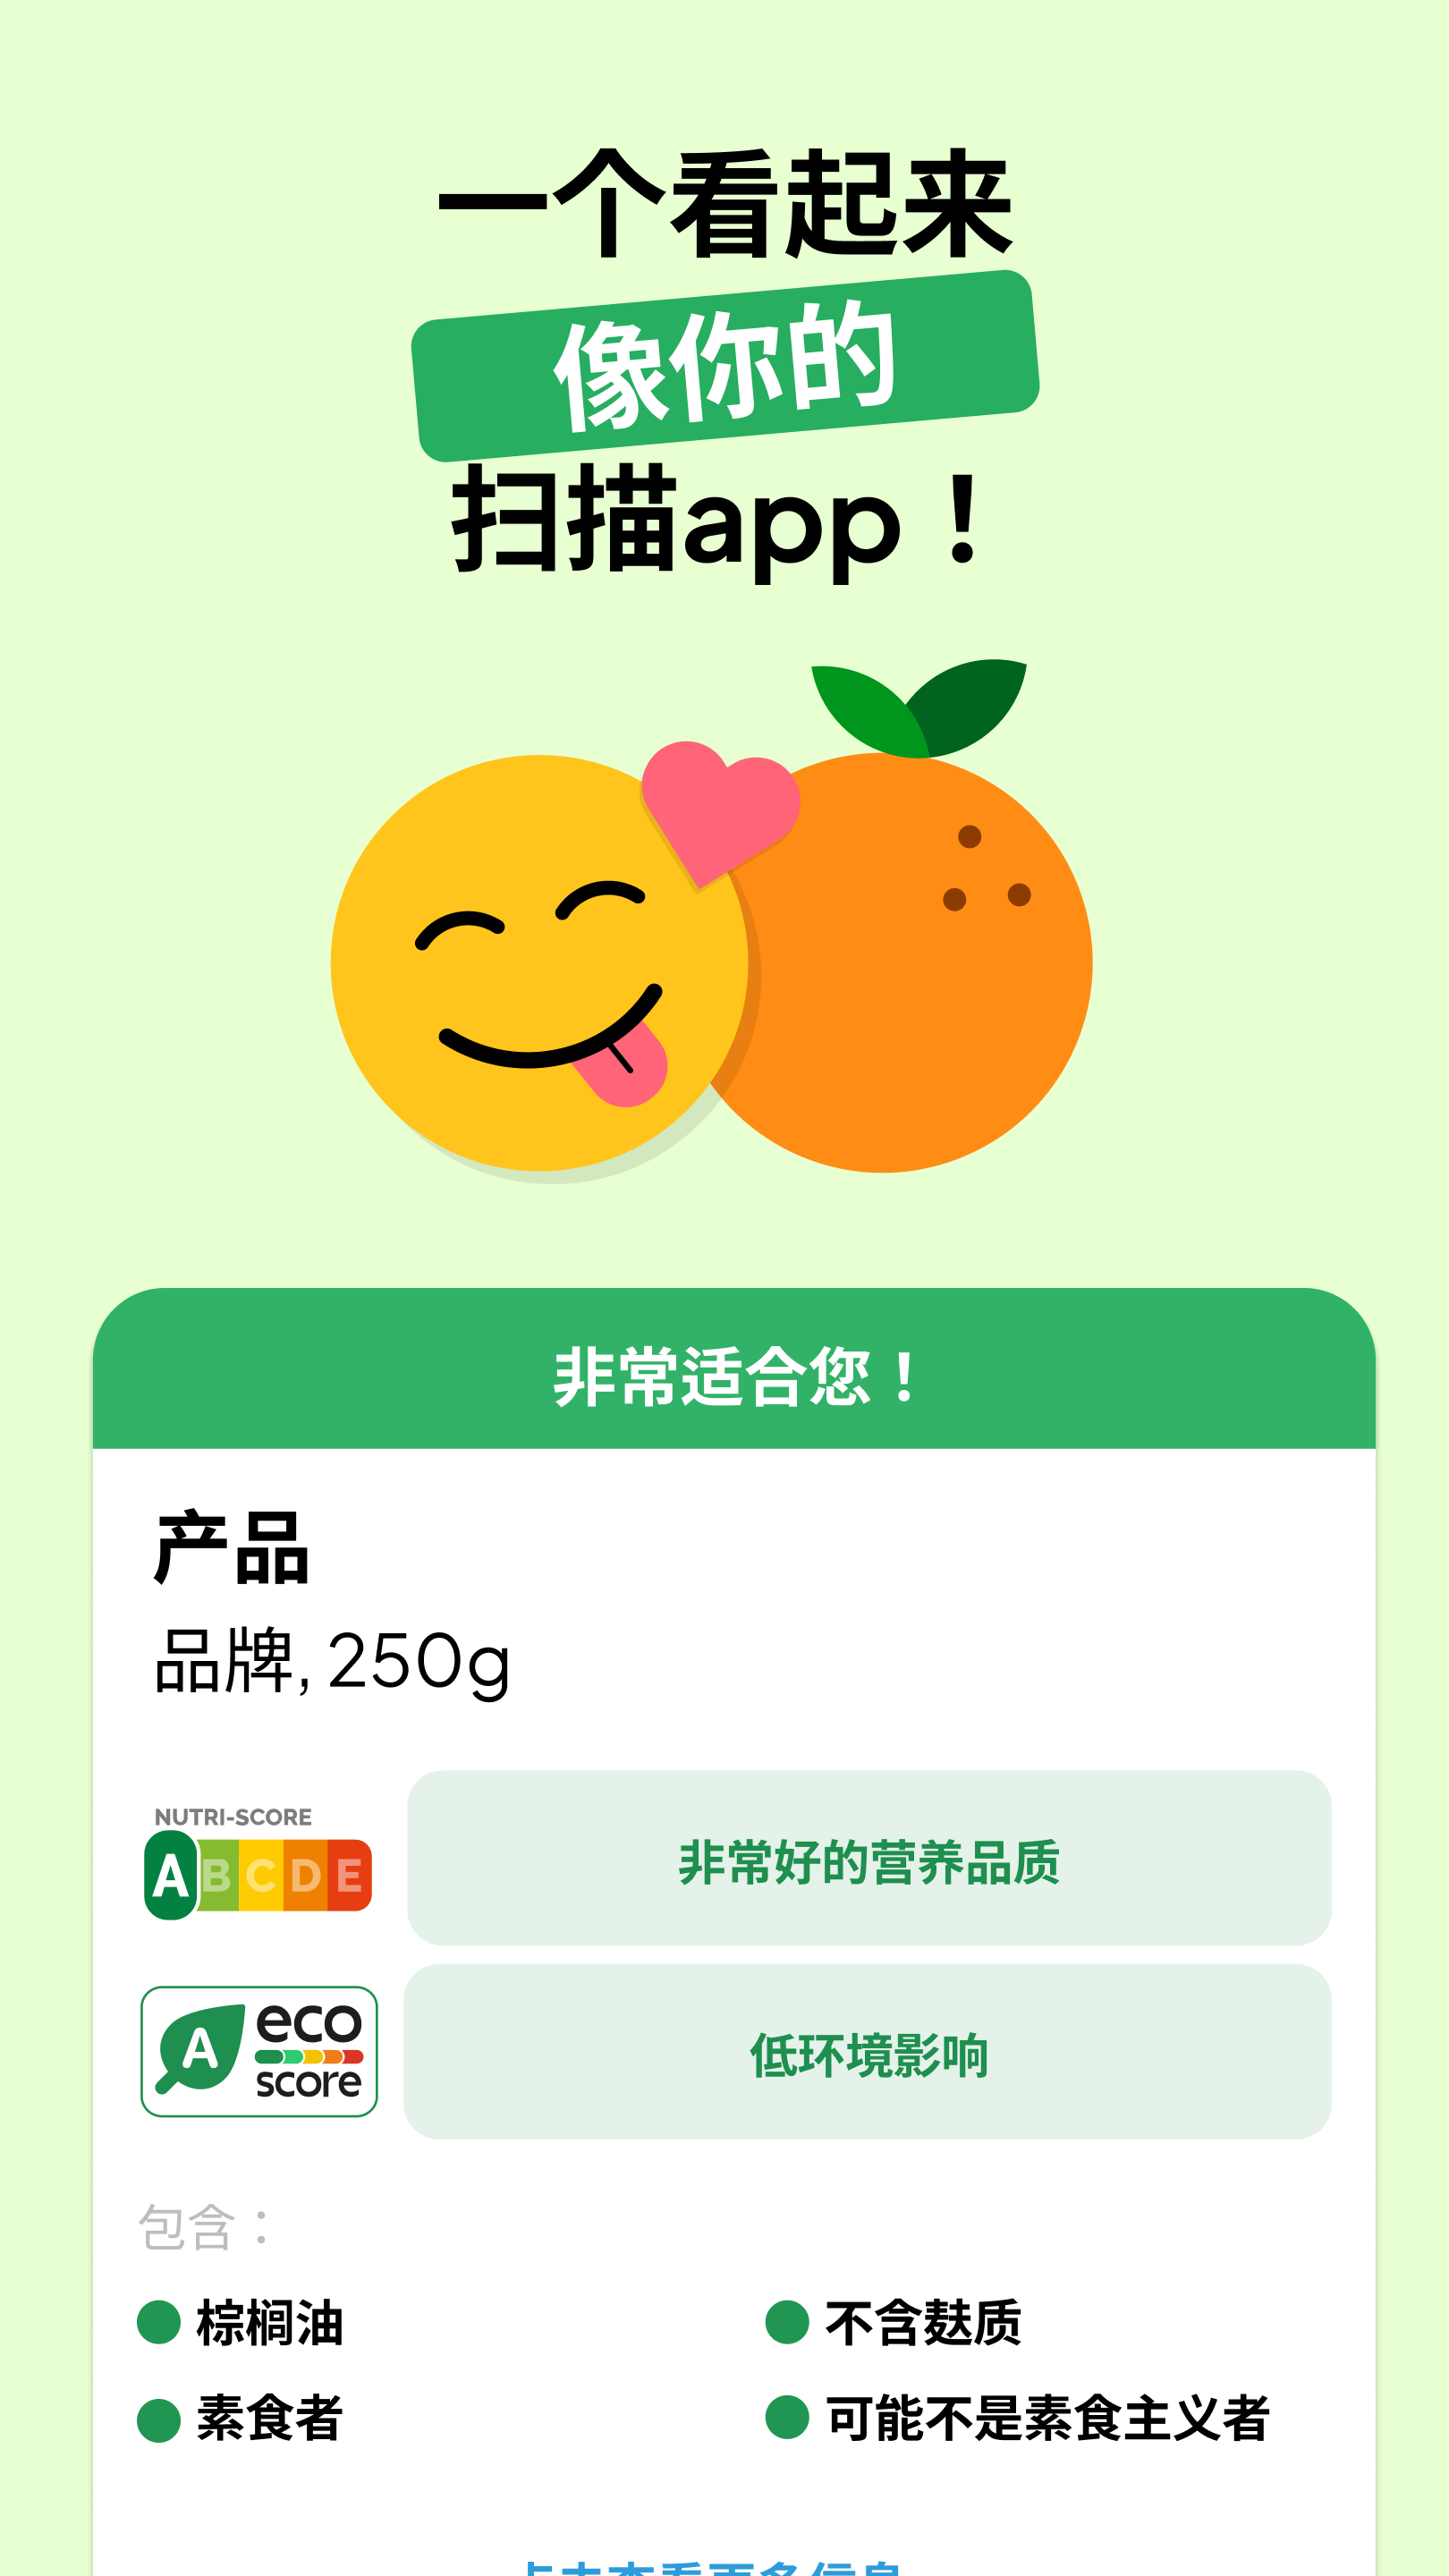 一个看起来
像你的
扫描app！
非常适合您！
产品
品牌, 250g
NUTRI-SCORE
A B C D E
非常好的营养品质
A
eco
score
低环境影响
包含：
棕榈油
不含麸质
素食者
可能不是素食主义者